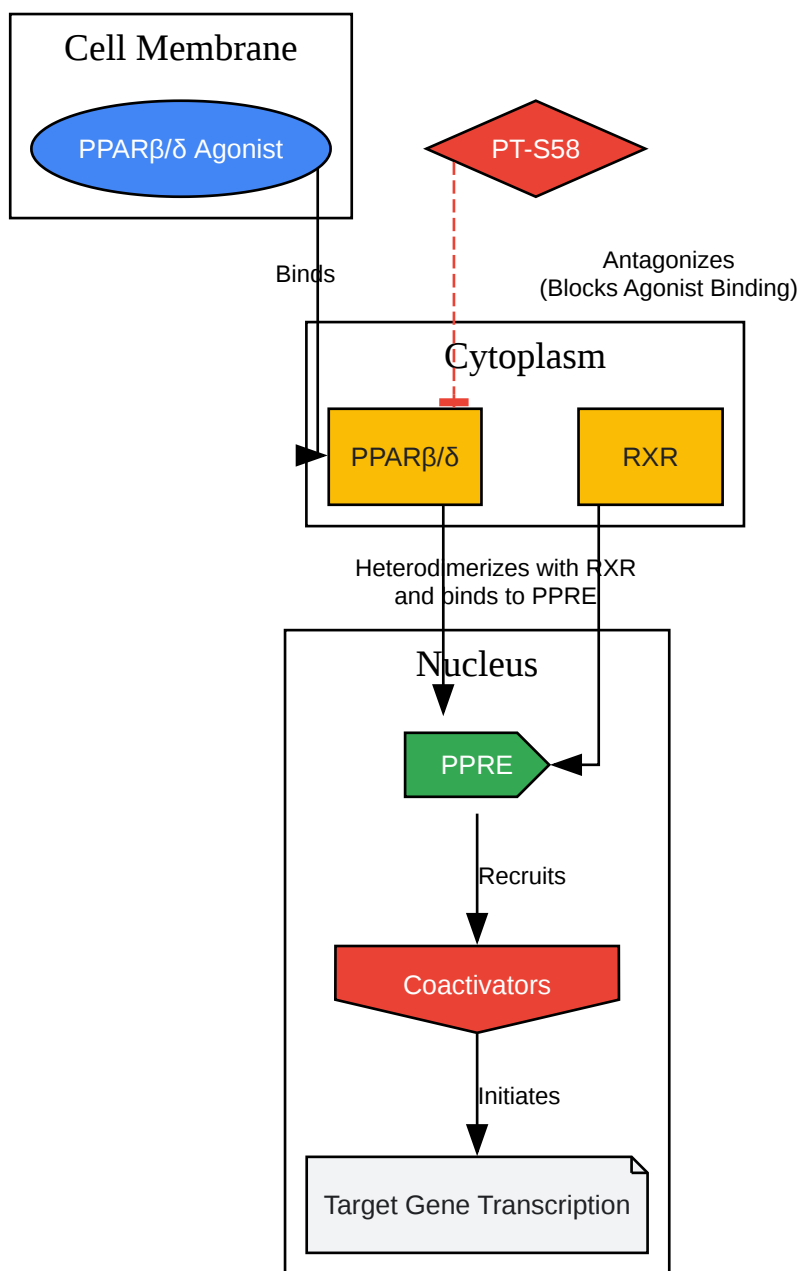 Cell Membrane
PPARβ/δ Agonist
PT-S58
Binds
Antagonizes
(Blocks Agonist Binding)
Cytoplasm
PPARβ/δ
RXR
Heterodimerizes with RXR
and binds to PPRE
Nucleus
PPRE
Recruits
Coactivators
Initiates
Target Gene Transcription